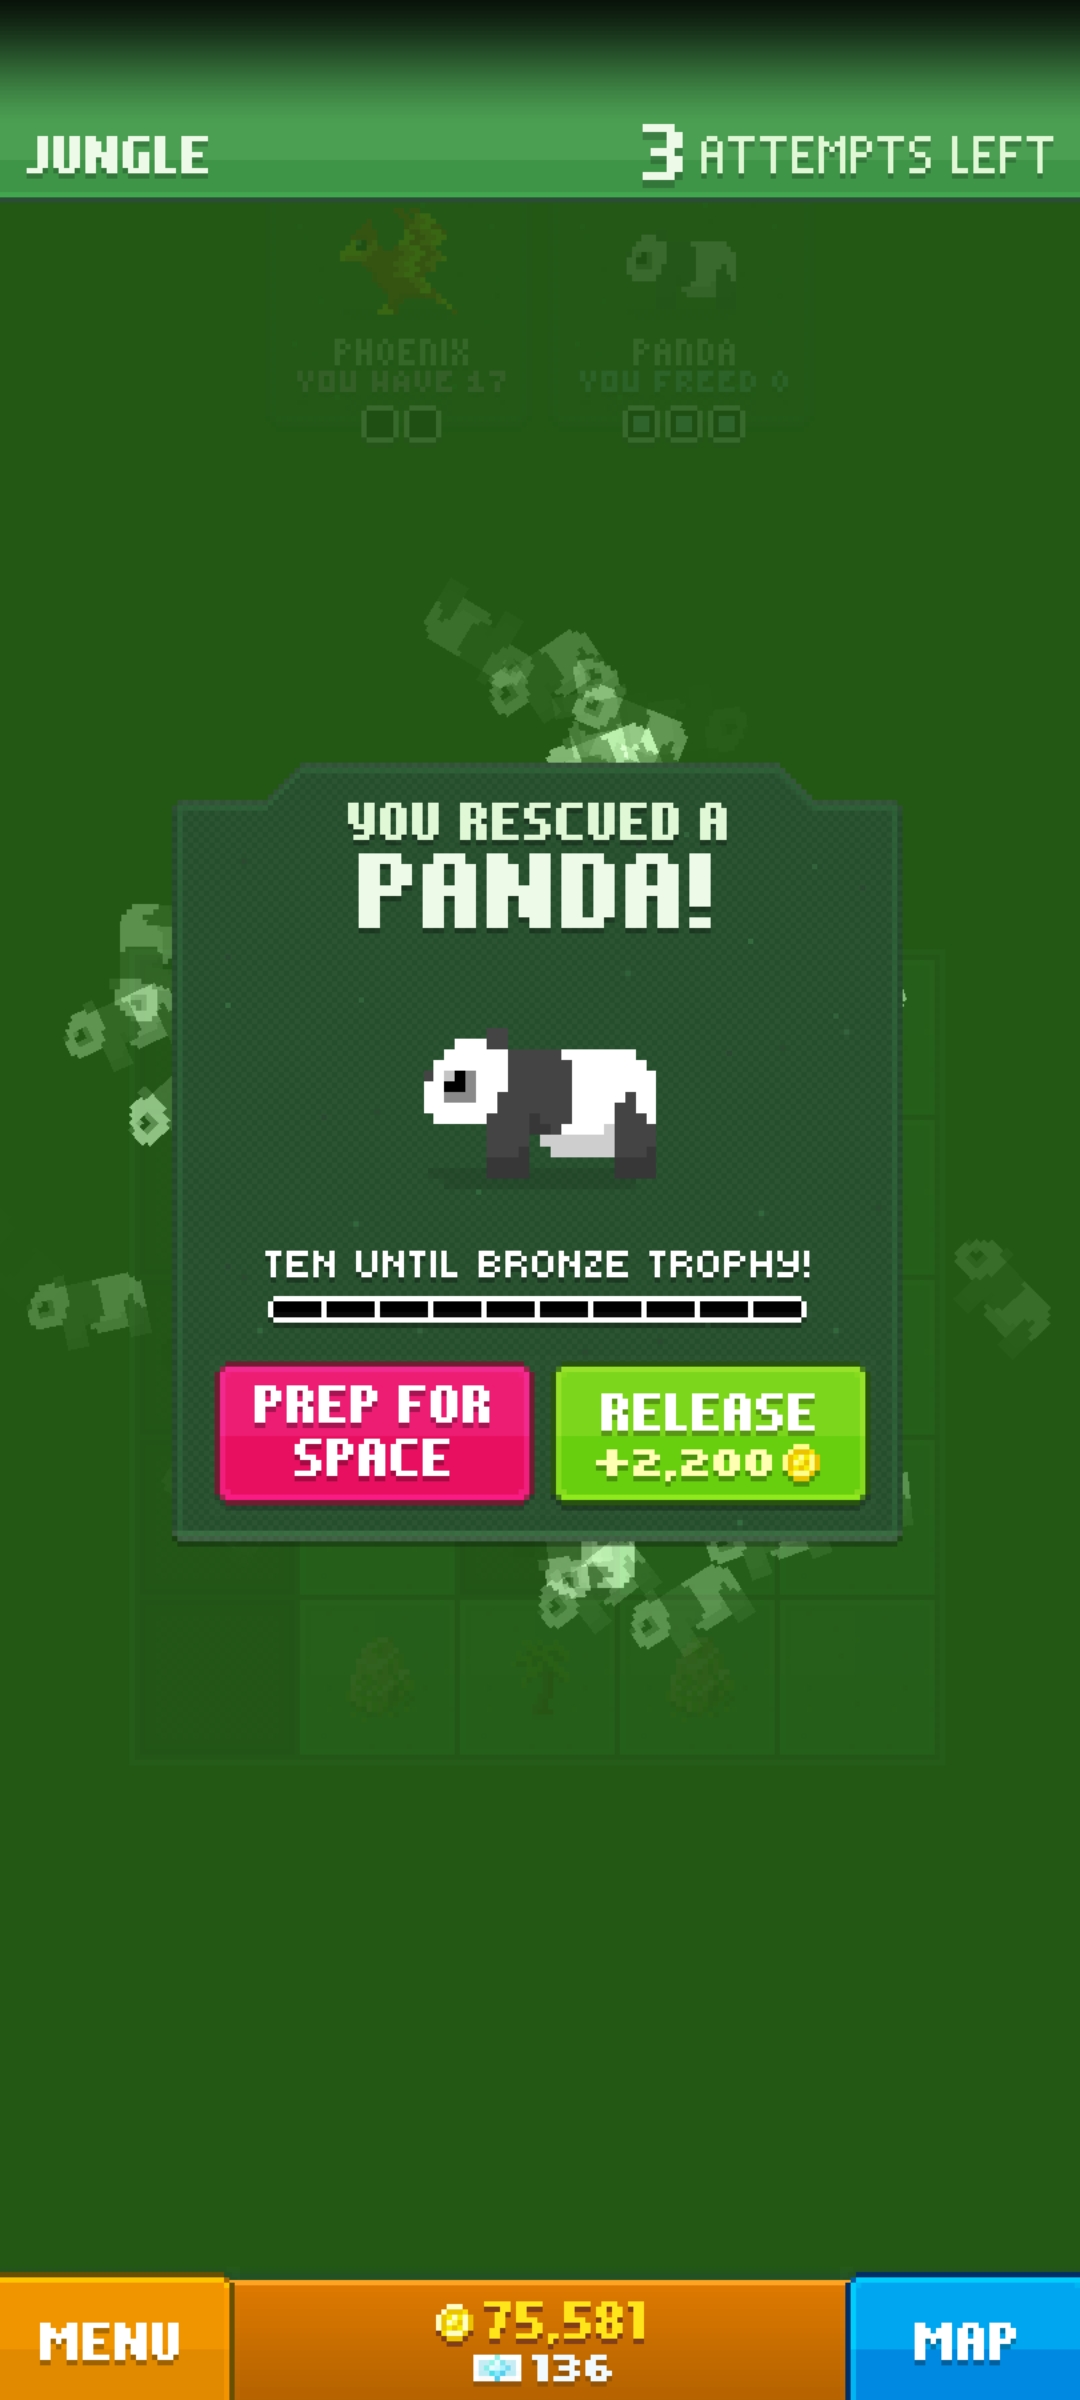 JUNGLE
3 ATTEMPTS LEFT
PHOENIX
YOU HAVE 17
PANDA
YOU FREED 0
YOU RESCUED A
PANDA!
TEN UNTIL BRONZE TROPHY!
PREP FOR
SPACE
RELEASE
+2,200
MENU
75,581
136
MAP